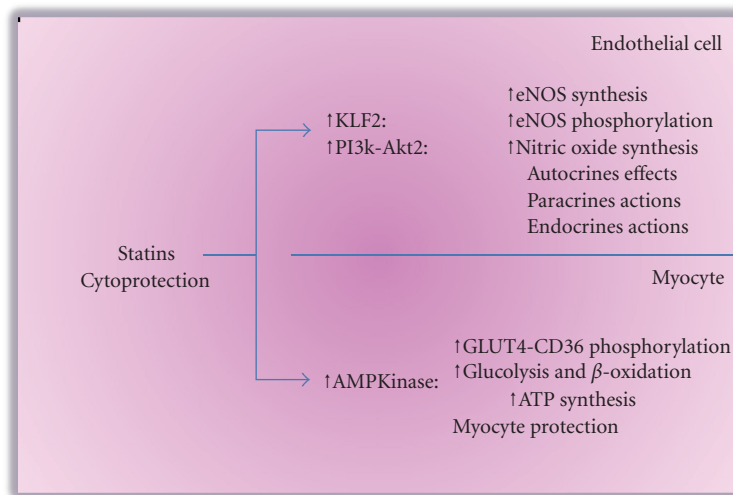 Endothelial cell
↑eNOS synthesis
↑KLF2: ↑eNOS phosphorylation
↑PI3k-Akt2: ↑Nitric oxide synthesis
Autocrines effects
Paracrines actions
Endocrines actions
Statins
Cytoprotection
Myocyte
↑GLUT4-CD36 phosphorylation
↑AMPKinase: ↑Glucolysis and β-oxidation
↑ATP synthesis
Myocyte protection